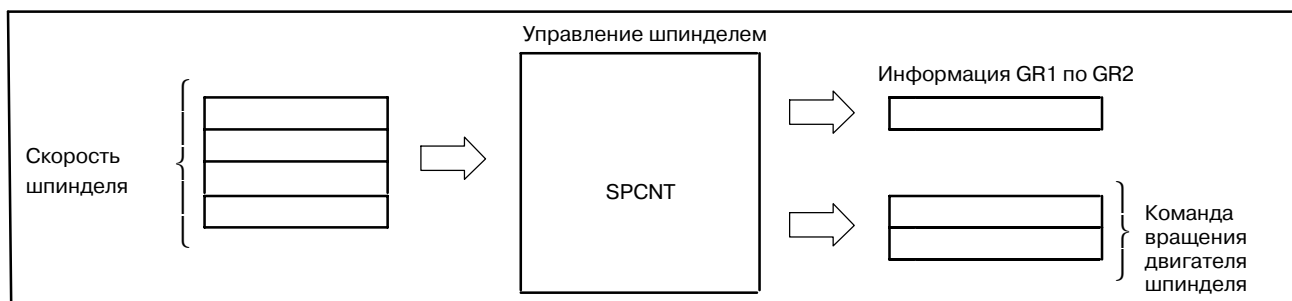 Управление шпинделем
Информация GR1 по GR2
Скорость
шпинделя
SPCNT
Команда
вращения
двигателя
шпинделя